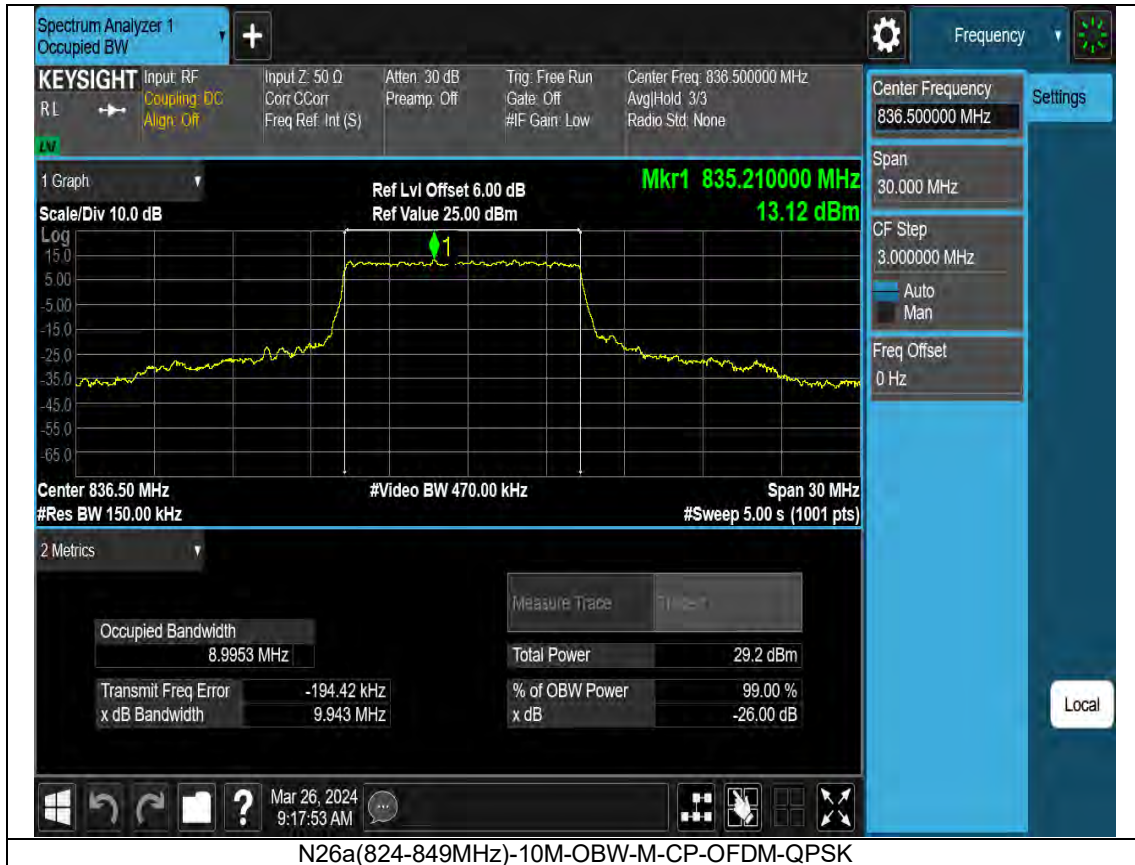 Spectrum Analyzer 1
Occupied BW
+
Frequency
KEYSIGHT
RL
Input: RF
Coupling: DC
Align: Off
Input Z: 50 Ω
Corr CCorr
Freq Ref: Int (S)
Atten: 30 dB
Preamp: Off
Trig: Free Run
Gate: Off
#IF Gain: Low
Center Freq: 836.500000 MHz
Avg|Hold: 3/3
Radio Std: None
Center Frequency
836.500000 MHz
Settings
Span
30.000 MHz
CF Step
3.000000 MHz
Auto
Man
Freq Offset
0 Hz
1 Graph
Scale/Div 10.0 dB
Ref Lvl Offset 6.00 dB
Ref Value 25.00 dBm
Mkr1 835.210000 MHz
13.12 dBm
Log
1
15.0
5.00
-5.00
-15.0
-25.0
-35.0
-45.0
-55.0
-65.0
Center 836.50 MHz
#Res BW 150.00 kHz
#Video BW 470.00 kHz
Span 30 MHz
#Sweep 5.00 s (1001 pts)
2 Metrics
Measure Trace
Occupied Bandwidth
8.9953 MHz
Total Power 29.2 dBm
Transmit Freq Error -194.42 kHz
% of OBW Power 99.00 %
x dB Bandwidth 9.943 MHz
x dB -26.00 dB
Local
?
Mar 26, 2024
9:17:53 AM
N26a(824-849MHz)-10M-OBW-M-CP-OFDM-QPSK